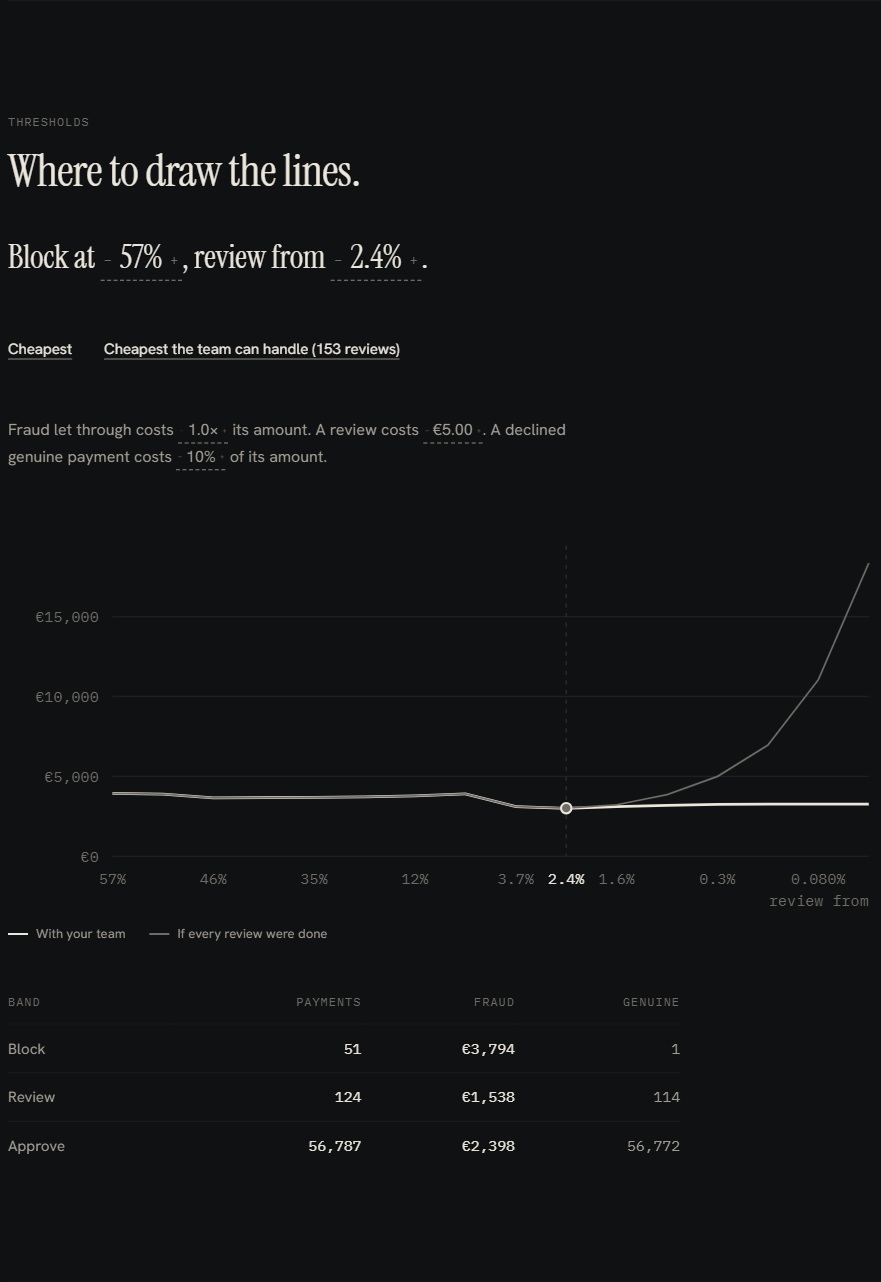 THRESHOLDS
Where to draw the lines.
Block at − 57% +, review from − 2.4% +.
Cheapest
Cheapest the team can handle (153 reviews)
Fraud let through costs − 1.0× + its amount. A review costs − €5.00 +. A declined
genuine payment costs − 10% + of its amount.
€15,000
€10,000
€5,000
€0
57% 46% 35% 12% 3.7% 2.4% 1.6% 0.3% 0.080%
review from
With your team
If every review were done
BAND PAYMENTS FRAUD GENUINE
Block 51 €3,794 1
Review 124 €1,538 114
Approve 56,787 €2,398 56,772